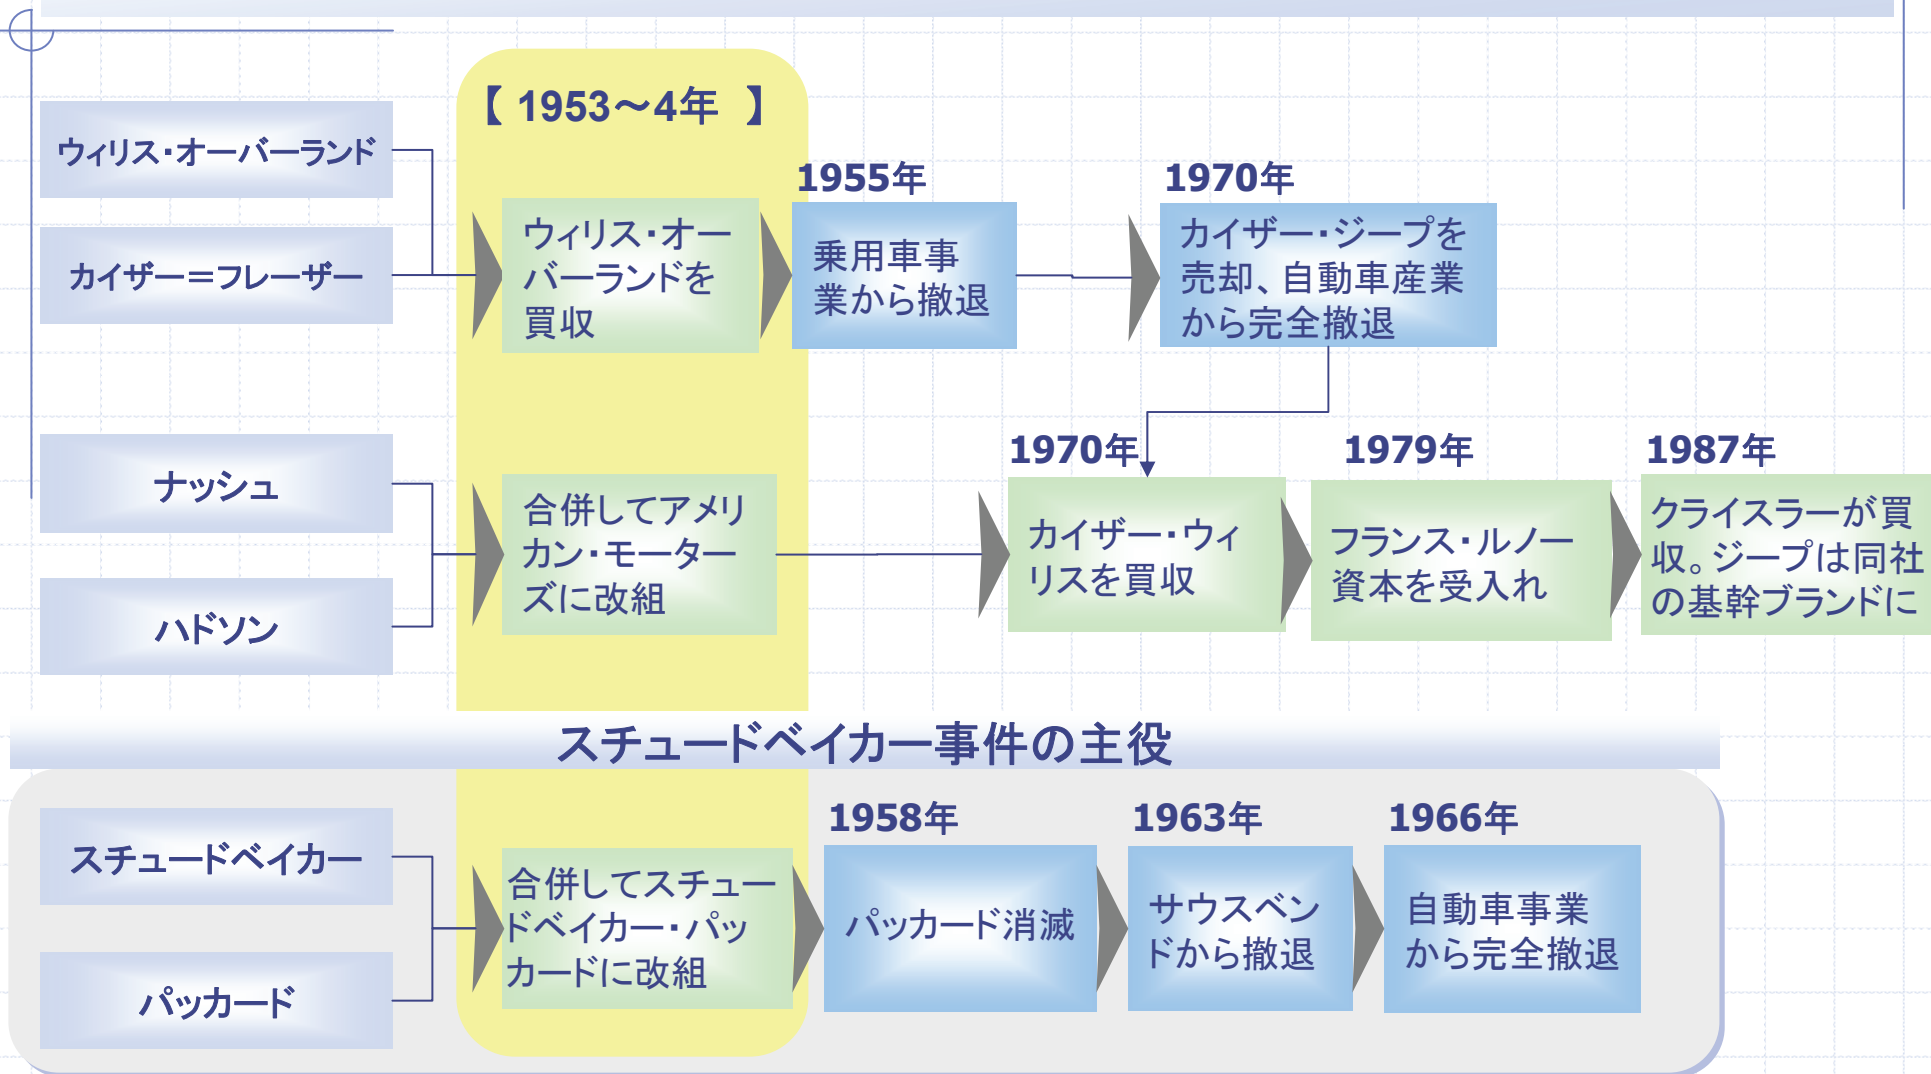 【 1953～4年 】
ウィリス・オーバーランド
カイザー＝フレーザー
ウィリス・オー
バーランドを
買収
1955年
乗用車事
業から撤退
1970年
カイザー・ジープを
売却、自動車産業
から完全撤退
ナッシュ
ハドソン
合併してアメリ
カン・モーター
ズに改組
1970年
カイザー・ウィ
リスを買収
1979年
フランス・ルノー
資本を受入れ
1987年
クライスラーが買
収。ジープは同社
の基幹ブランドに
スチュードベイカー事件の主役
スチュードベイカー
パッカード
合併してスチュー
ドベイカー・パッ
カードに改組
1958年
パッカード消滅
1963年
サウスベン
ドから撤退
1966年
自動車事業
から完全撤退